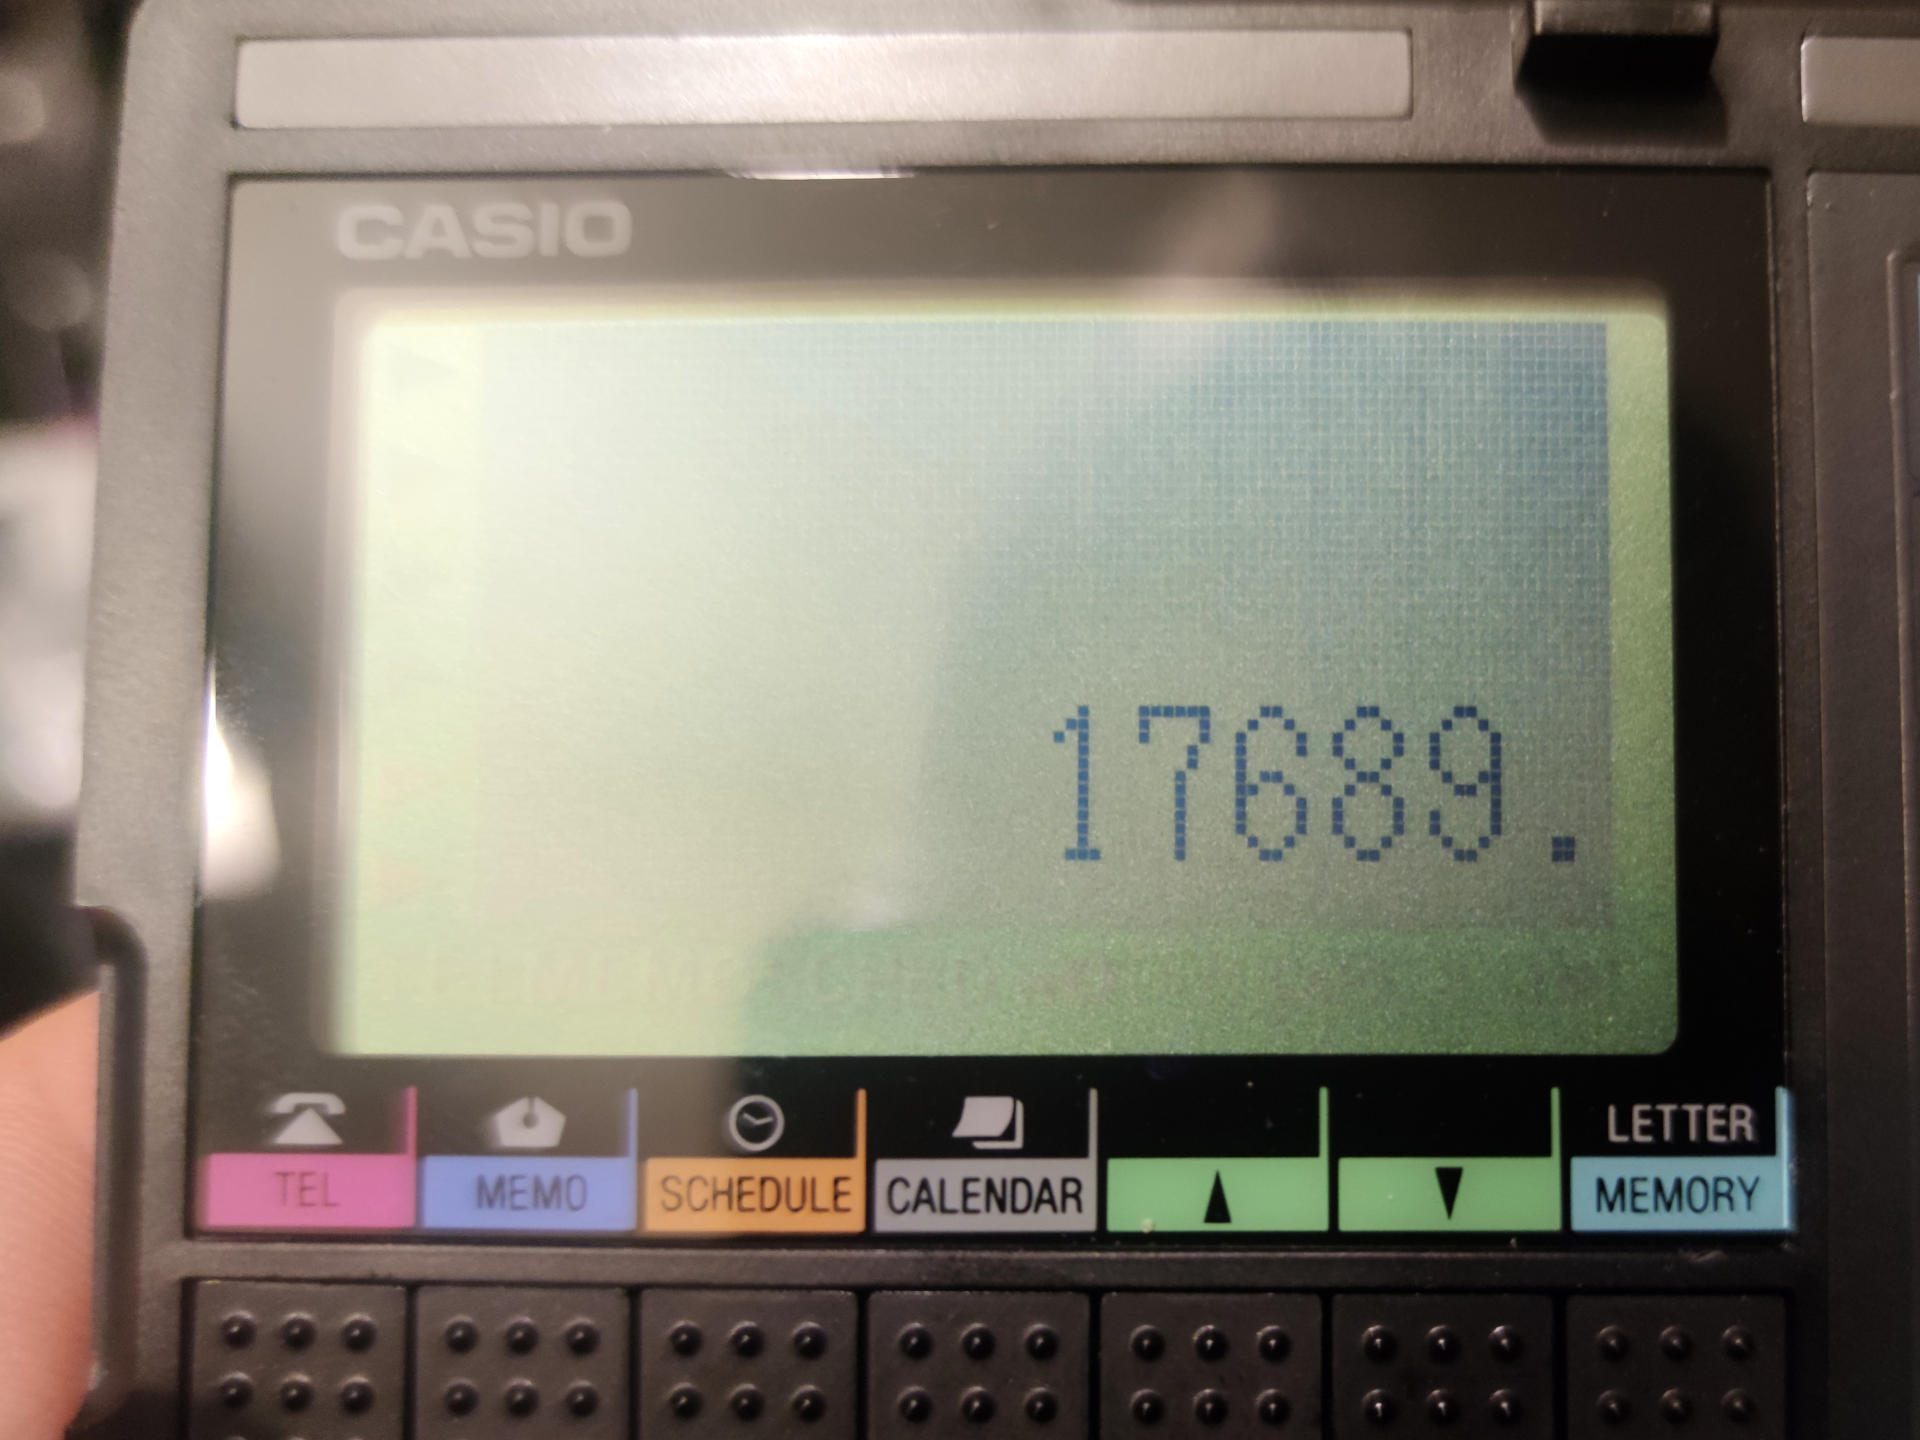 CASIO
17689.
LETTER
TEL MEMO SCHEDULE CALENDAR ▲ ▼ MEMORY